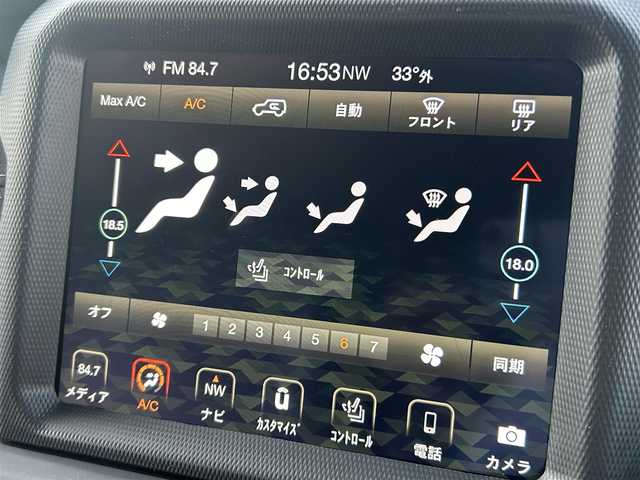 FM 84.7 16:53 NW 33°外
Max A/C A/C 自動 フロント リア
18.5 18.0
コントロール
オフ 1 2 3 4 5 6 7 同期
84.7 NW
メディア A/C ナビ カスタマイズ コントロール 電話 カメラ